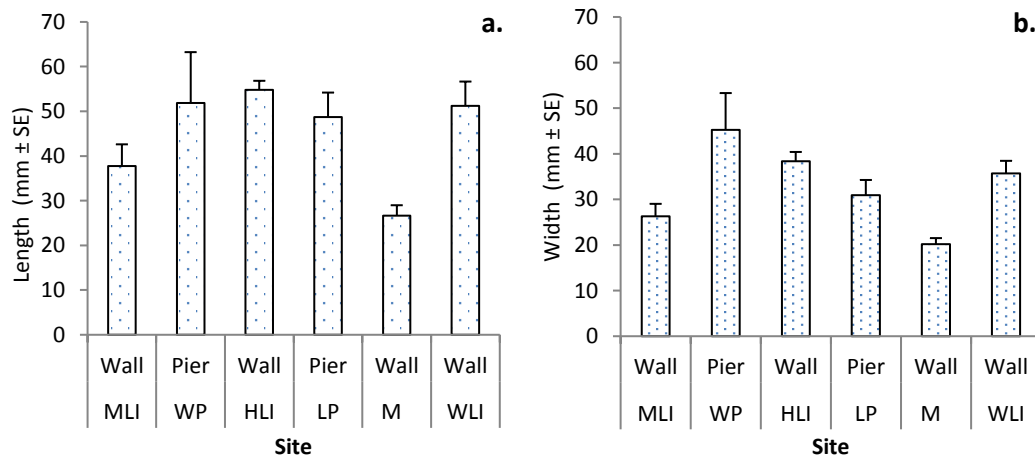 a.
70
60
50
40
30
20
10
0
Length (mm ± SE)
Wall Pier Wall Pier Wall Wall
MLI WP HLI LP M WLI
Site
b.
70
60
50
40
30
20
10
0
Width (mm ± SE)
Wall Pier Wall Pier Wall Wall
MLI WP HLI LP M WLI
Site